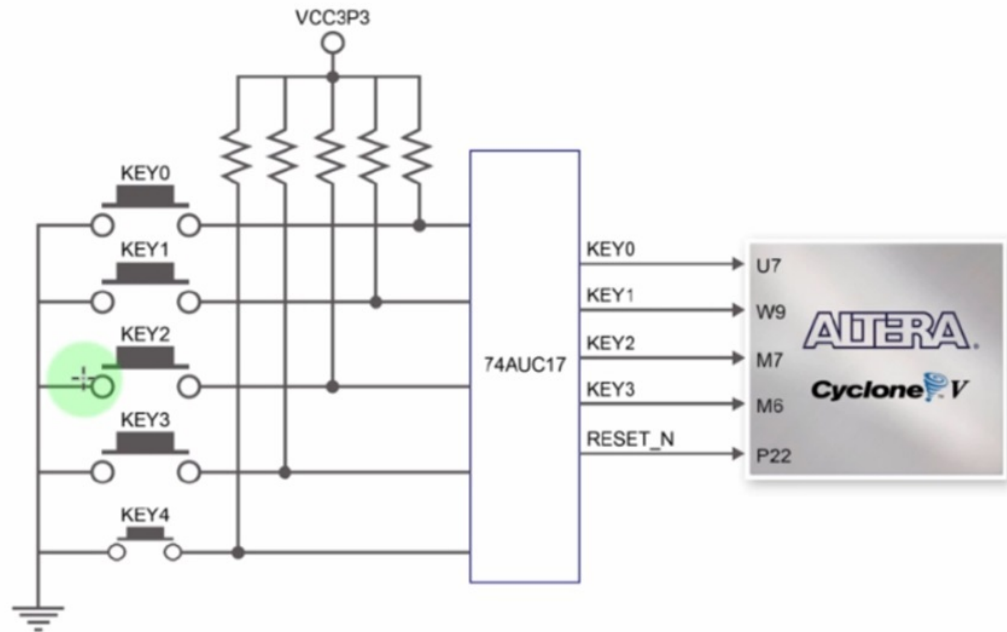 VCC3P3
KEY0
KEY1
KEY2
KEY3
KEY4
74AUC17
KEY0
KEY1
KEY2
KEY3
RESET_N
U7
W9
M7
M6
P22
ALTERA.
Cyclone V